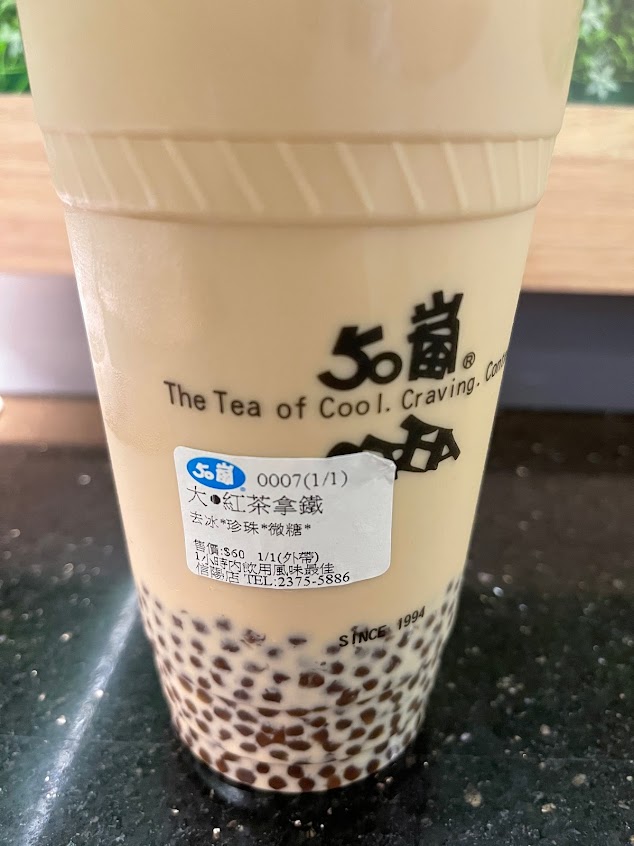 50嵐®
The Tea of Cool. Craving.
50嵐®
0007(1/1)
大●紅茶拿鐵
去冰*珍珠*微糖*
售價:$60 1/1(外帶)
1小時內飲用風味最佳
信陽店 TEL:2375-5886
SINCE 1994